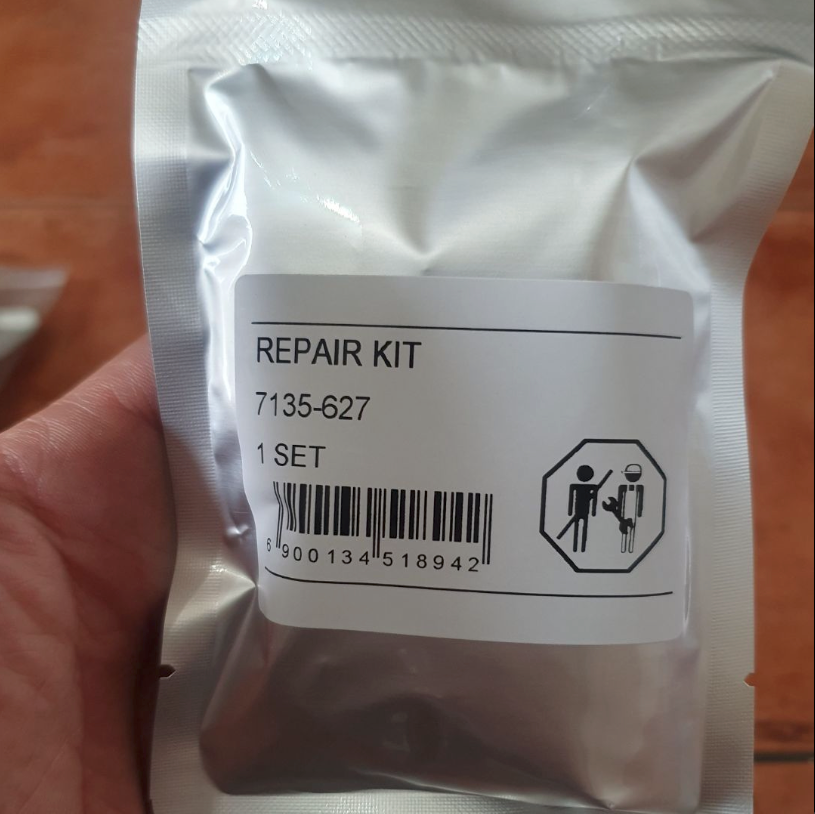 REPAIR KIT
7135-627
1 SET
6 900134 518942